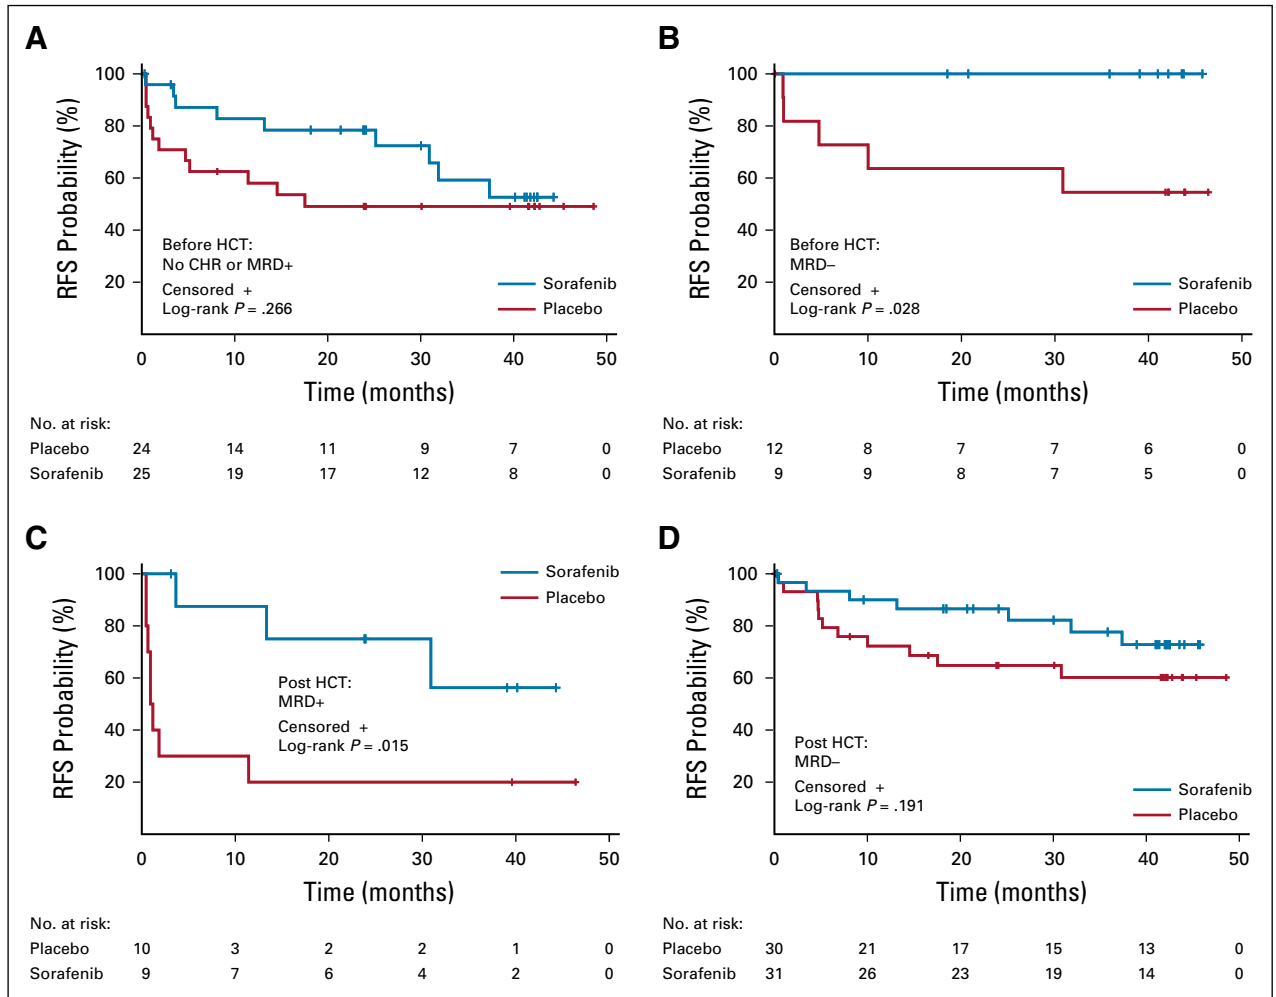 A
RFS Probability (%)
100
80
60
40
20
Before HCT:
No CHR or MRD+
Censored +
Log-rank P = .266
Sorafenib
Placebo
0 10 20 30 40 50
Time (months)
No. at risk:
Placebo 24 14 11 9 7 0
Sorafenib 25 19 17 12 8 0
B
RFS Probability (%)
100
80
60
40
20
Before HCT:
MRD–
Censored +
Log-rank P = .028
Sorafenib
Placebo
0 10 20 30 40 50
Time (months)
No. at risk:
Placebo 12 8 7 7 6 0
Sorafenib 9 9 8 7 5 0
C
RFS Probability (%)
100
80
60
40
20
Sorafenib
Placebo
Post HCT:
MRD+
Censored +
Log-rank P = .015
0 10 20 30 40 50
Time (months)
No. at risk:
Placebo 10 3 2 2 1 0
Sorafenib 9 7 6 4 2 0
D
RFS Probability (%)
100
80
60
40
20
Post HCT:
MRD–
Censored +
Log-rank P = .191
Sorafenib
Placebo
0 10 20 30 40 50
Time (months)
No. at risk:
Placebo 30 21 17 15 13 0
Sorafenib 31 26 23 19 14 0